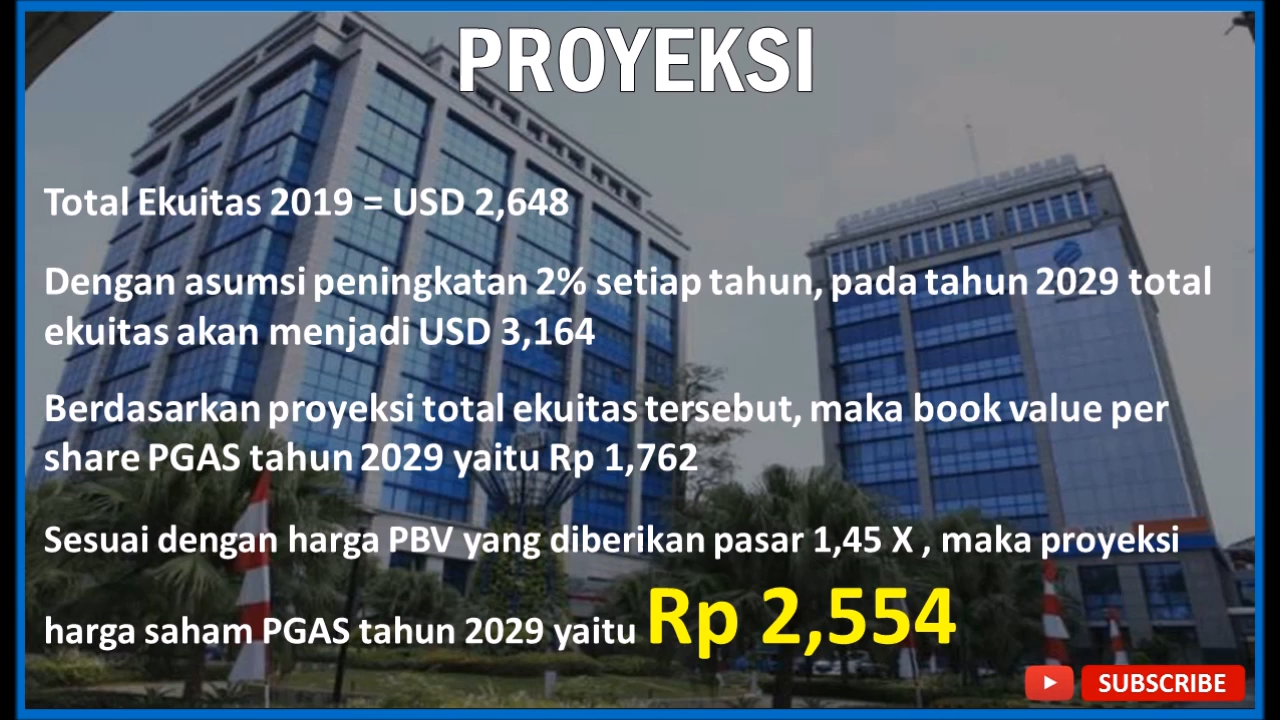 PROYEKSI
Total Ekuitas 2019 = USD 2,648
Dengan asumsi peningkatan 2% setiap tahun, pada tahun 2029 total
ekuitas akan menjadi USD 3,164
Berdasarkan proyeksi total ekuitas tersebut, maka book value per
share PGAS tahun 2029 yaitu Rp 1,762
Sesuai dengan harga PBV yang diberikan pasar 1,45 X , maka proyeksi
harga saham PGAS tahun 2029 yaitu Rp 2,554
SUBSCRIBE